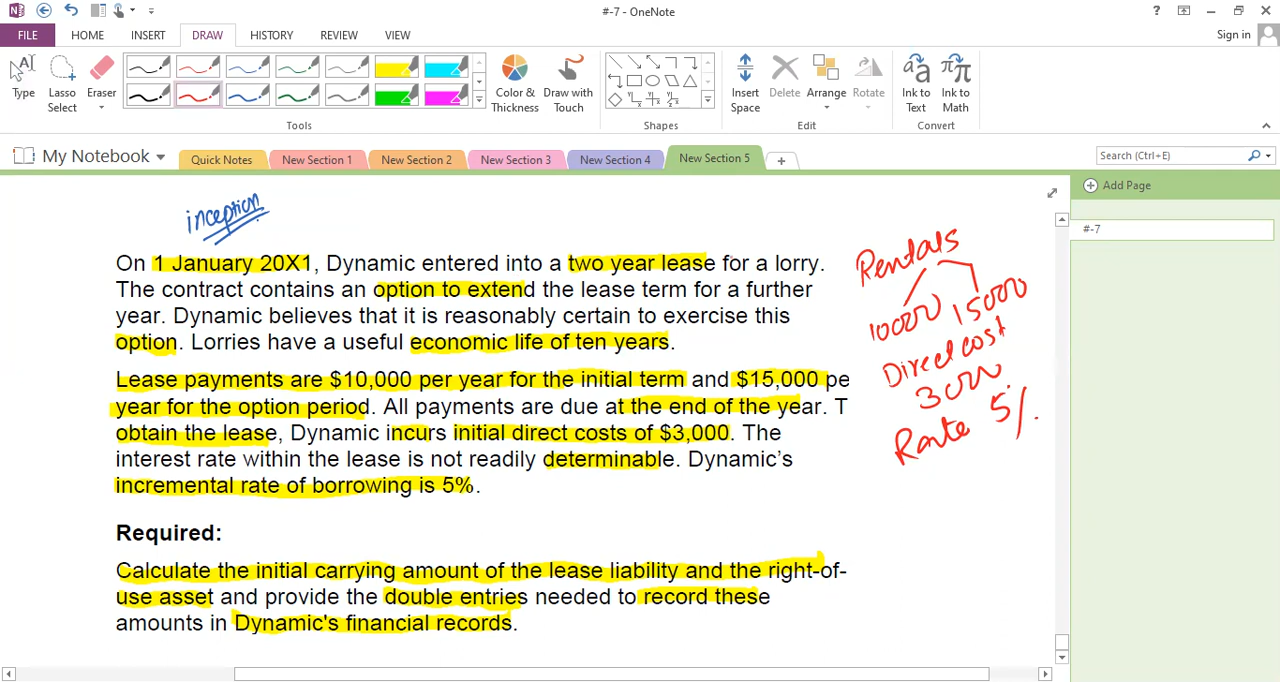 #-7 - OneNote
FILE HOME INSERT DRAW HISTORY REVIEW VIEW
Sign in
Type
Lasso Select
Eraser
Color & Thickness
Draw with Touch
Insert Space
Delete
Arrange
Rotate
Ink to Text
Ink to Math
Tools
Shapes
Edit
Convert
My Notebook
Quick Notes
New Section 1
New Section 2
New Section 3
New Section 4
New Section 5
Search (Ctrl+E)
Add Page
#-7
inception
On 1 January 20X1, Dynamic entered into a two year lease for a lorry.
The contract contains an option to extend the lease term for a further
year. Dynamic believes that it is reasonably certain to exercise this
option. Lorries have a useful economic life of ten years.
Lease payments are $10,000 per year for the initial term and $15,000 pe
year for the option period. All payments are due at the end of the year. T
obtain the lease, Dynamic incurs initial direct costs of $3,000. The
interest rate within the lease is not readily determinable. Dynamic's
incremental rate of borrowing is 5%.
Required:
Calculate the initial carrying amount of the lease liability and the right-of-
use asset and provide the double entries needed to record these
amounts in Dynamic's financial records.
Rentals
10000 15000
Direct cost
3000
Rate 5%.